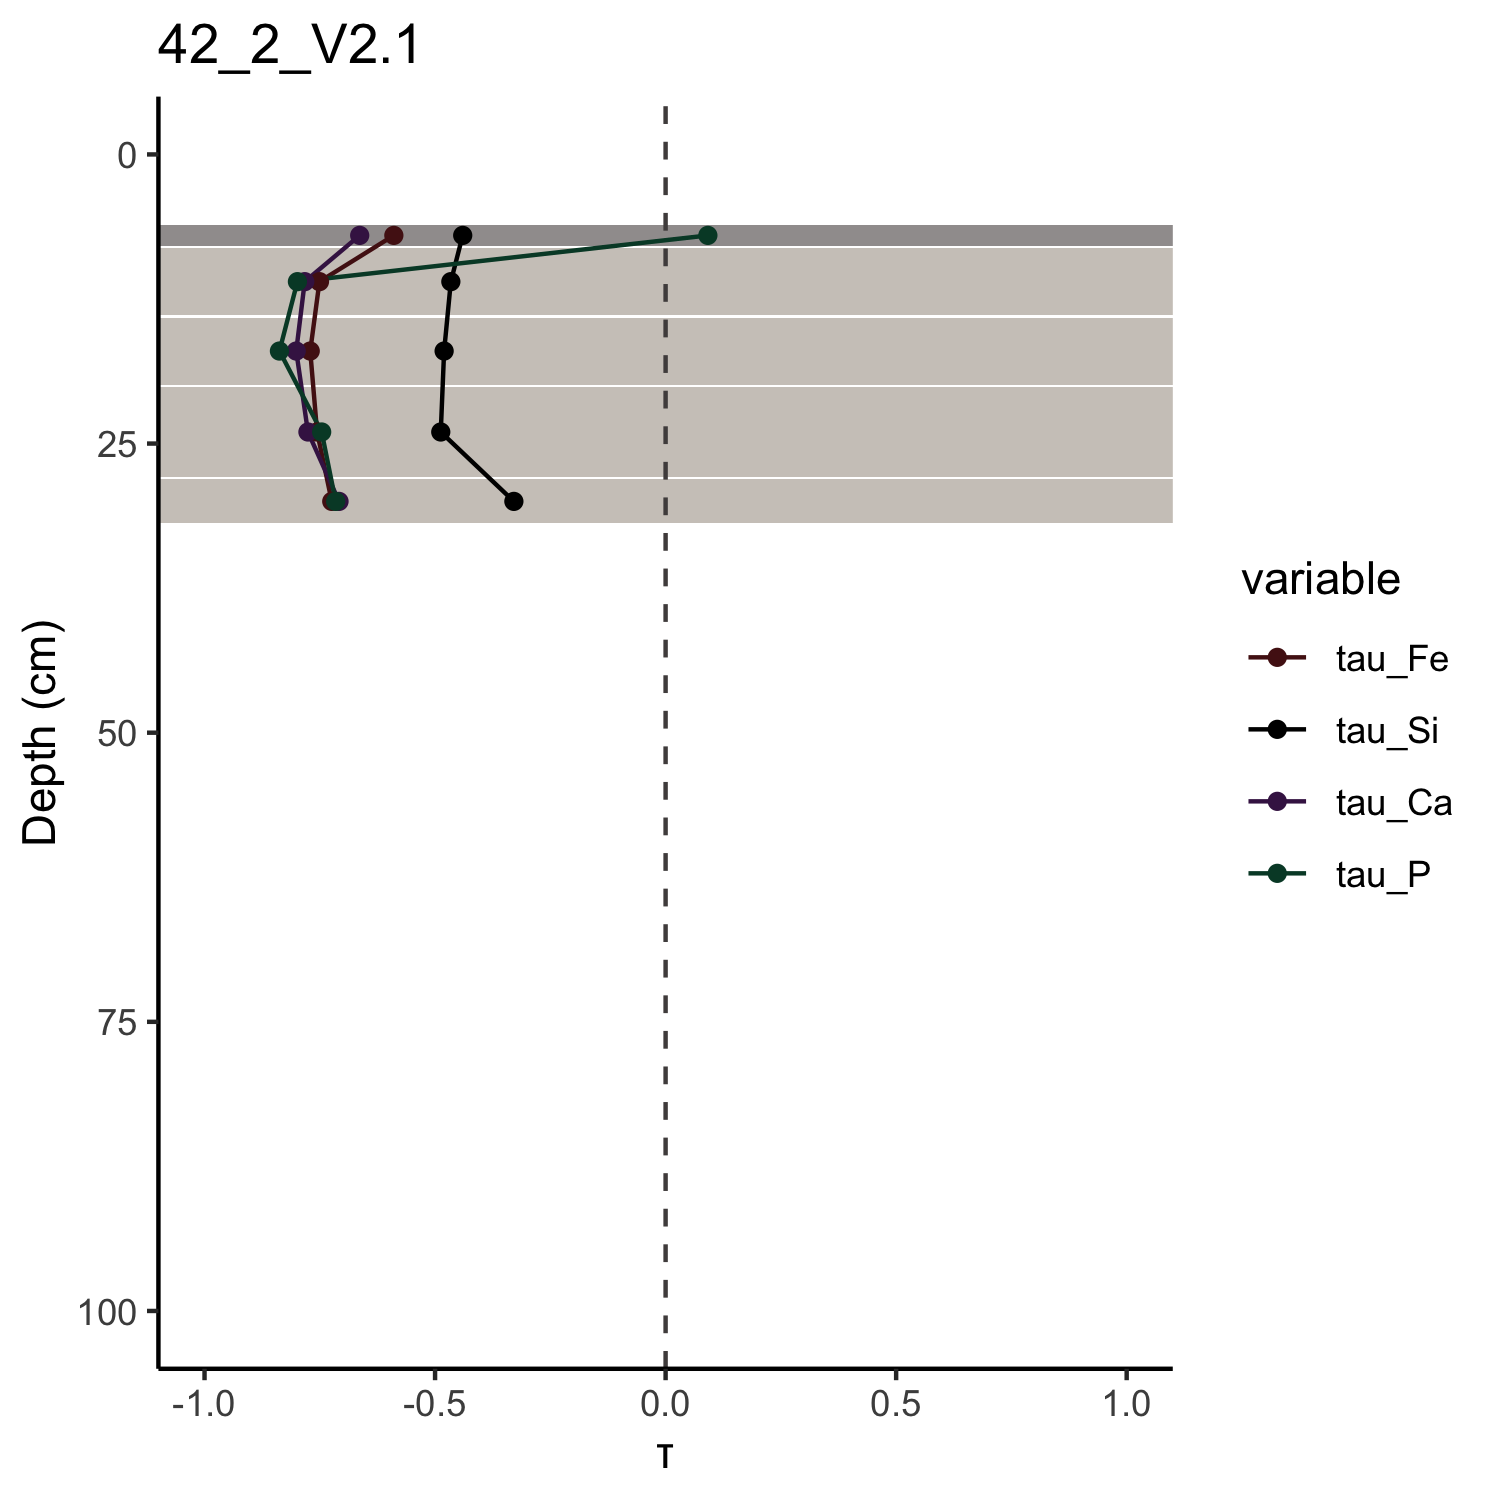 42_2_V2.1
0
25
50
75
100
Depth (cm)
-1.0 -0.5 0.0 0.5 1.0
τ
variable
tau_Fe
tau_Si
tau_Ca
tau_P